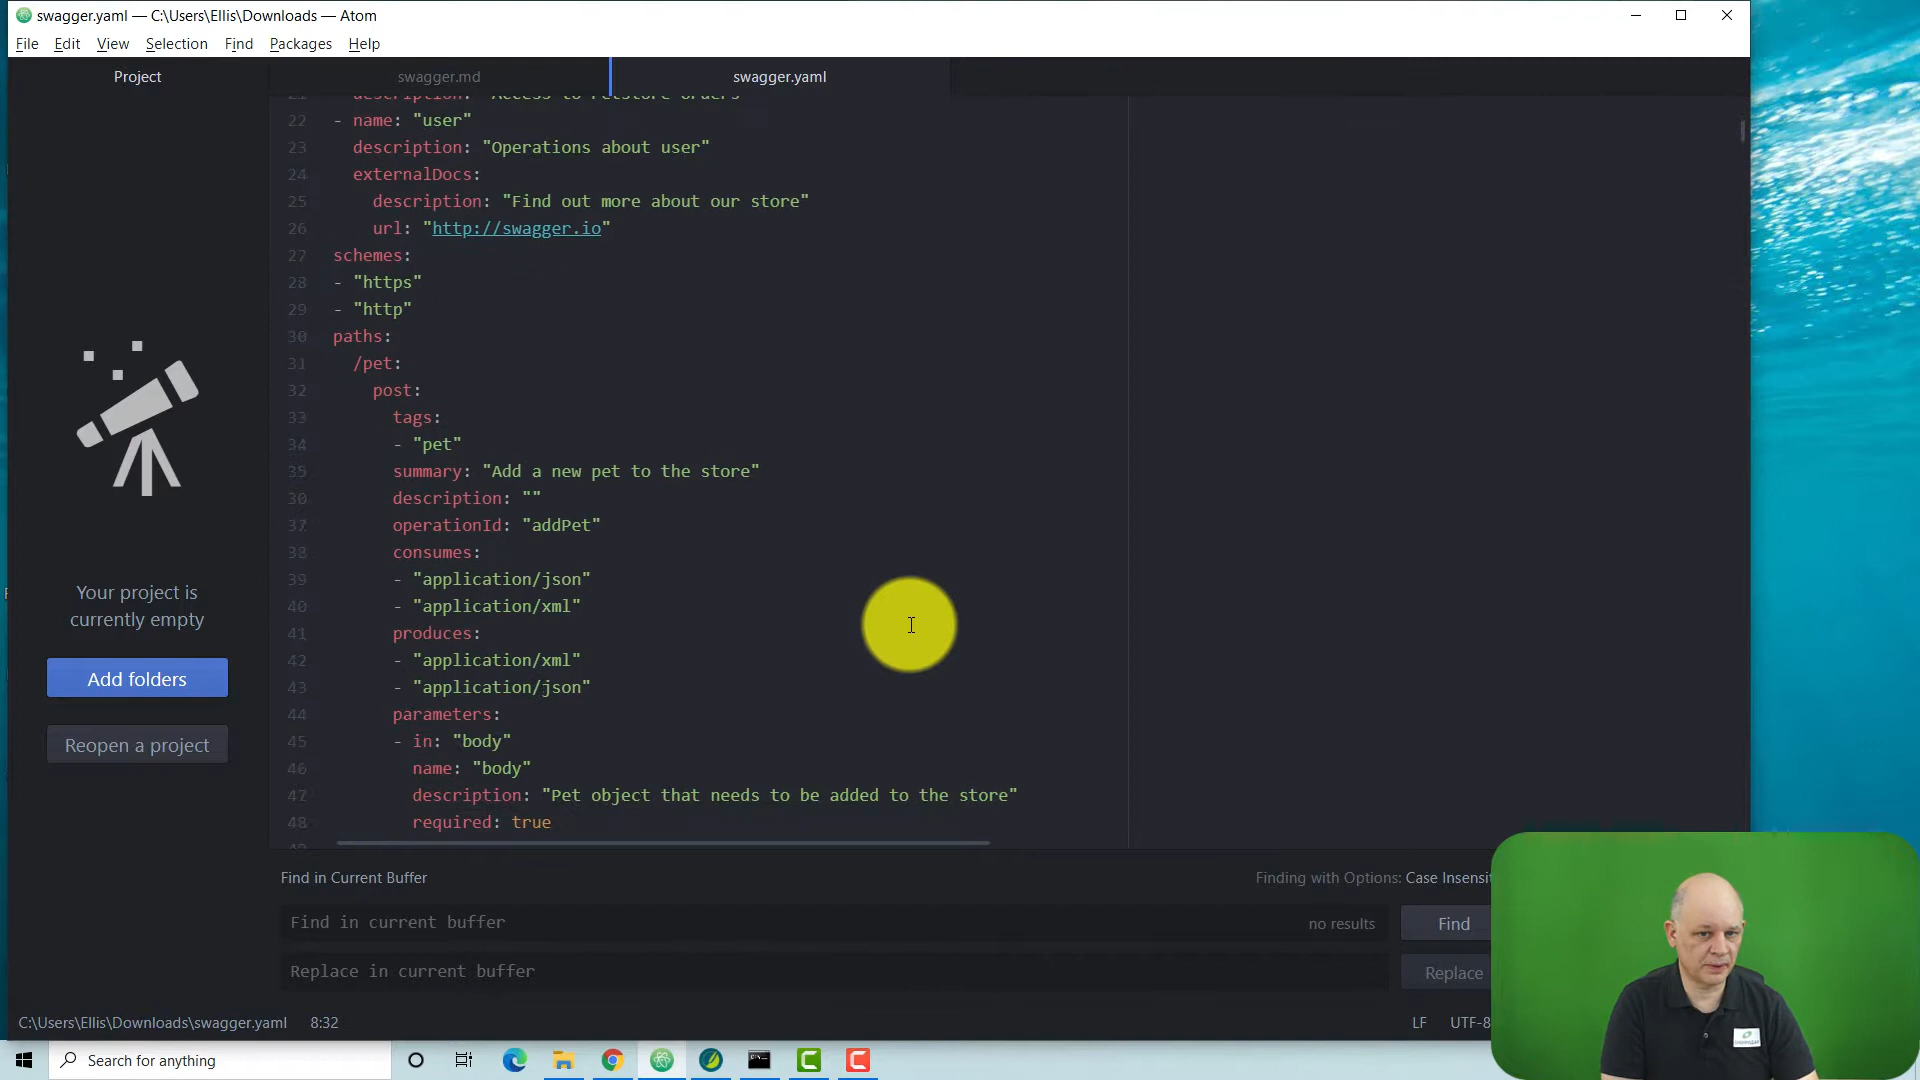 swagger.yaml — C:\Users\Ellis\Downloads — Atom
File Edit View Selection Find Packages Help
Project
swagger.md
swagger.yaml
21 description: "Access to Petstore orders"
22 - name: "user"
23 description: "Operations about user"
24 externalDocs:
25 description: "Find out more about our store"
26 url: "http://swagger.io"
27 schemes:
28 - "https"
29 - "http"
30 paths:
31 /pet:
32 post:
33 tags:
34 - "pet"
35 summary: "Add a new pet to the store"
36 description: ""
37 operationId: "addPet"
38 consumes:
39 - "application/json"
40 - "application/xml"
41 produces:
42 - "application/xml"
43 - "application/json"
44 parameters:
45 - in: "body"
46 name: "body"
47 description: "Pet object that needs to be added to the store"
48 required: true
Your project is
currently empty
Add folders
Reopen a project
Find in Current Buffer
Finding with Options: Case Insensit
Find in current buffer
no results
Find
Replace in current buffer
Replace
C:\Users\Ellis\Downloads\swagger.yaml 8:32
LF UTF-8
Search for anything